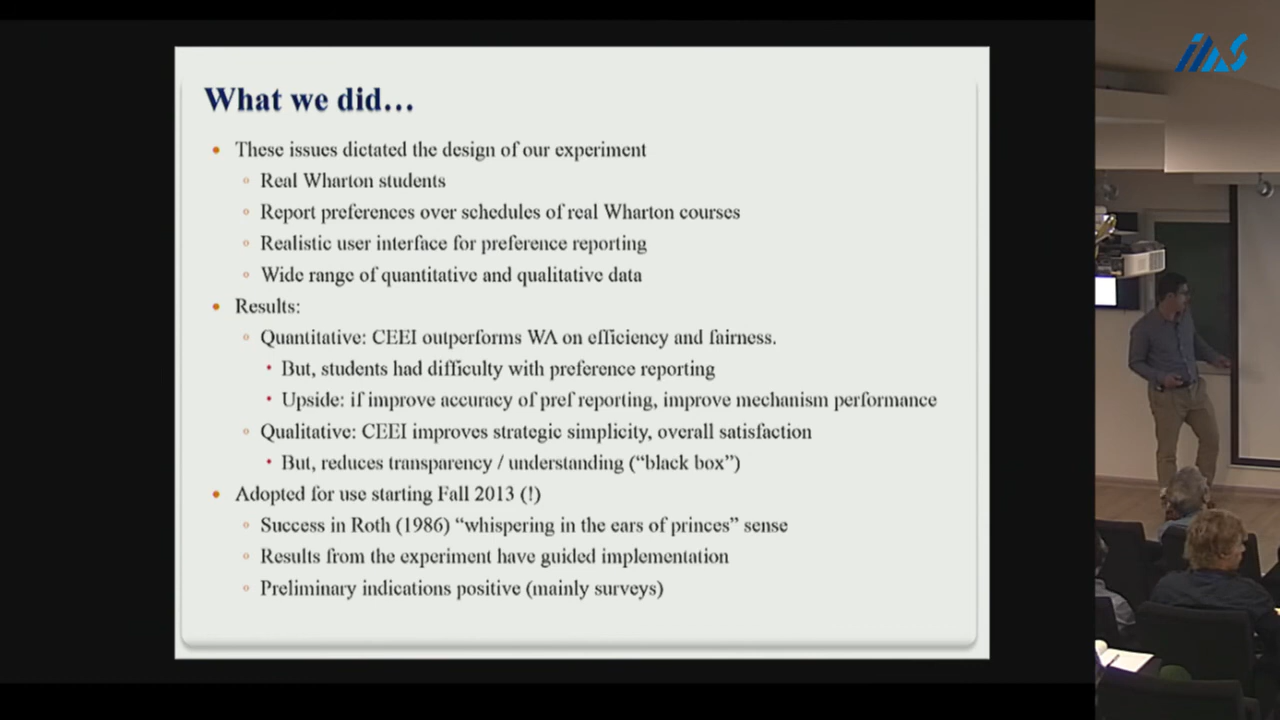 IIAS
What we did…
• These issues dictated the design of our experiment
◦ Real Wharton students
◦ Report preferences over schedules of real Wharton courses
◦ Realistic user interface for preference reporting
◦ Wide range of quantitative and qualitative data
• Results:
◦ Quantitative: CEEI outperforms WA on efficiency and fairness.
• But, students had difficulty with preference reporting
• Upside: if improve accuracy of pref reporting, improve mechanism performance
◦ Qualitative: CEEI improves strategic simplicity, overall satisfaction
• But, reduces transparency / understanding (“black box”)
• Adopted for use starting Fall 2013 (!)
◦ Success in Roth (1986) “whispering in the ears of princes” sense
◦ Results from the experiment have guided implementation
◦ Preliminary indications positive (mainly surveys)